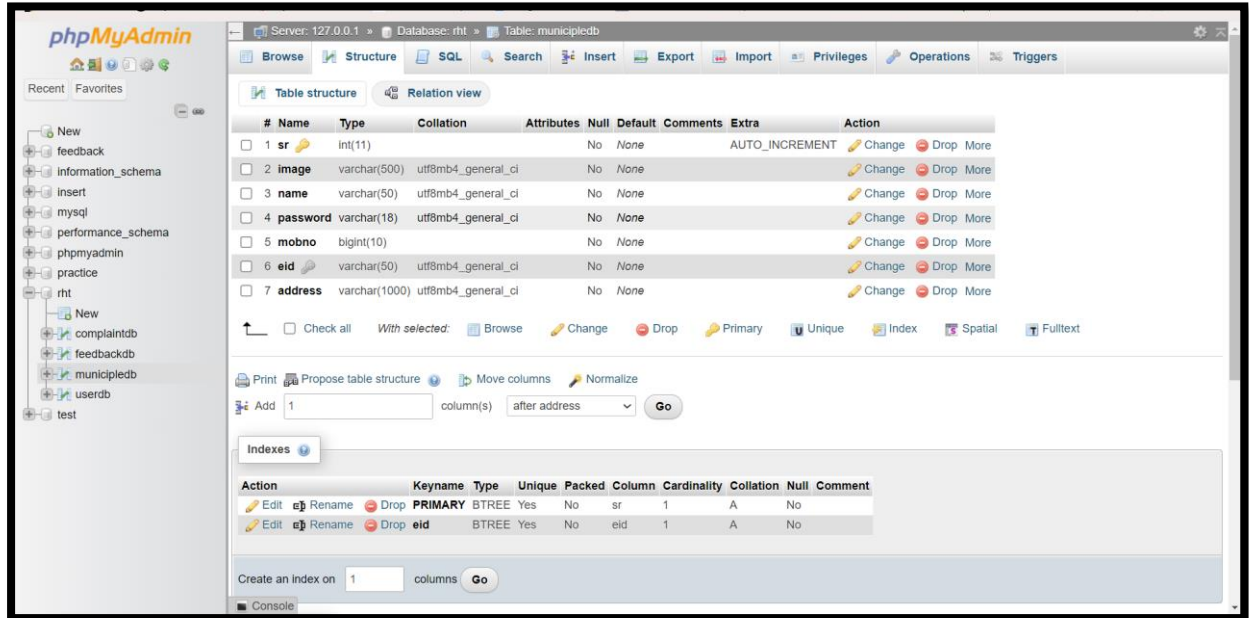 phpMyAdmin
Recent Favorites
New
feedback
information_schema
insert
mysql
performance_schema
phpmyadmin
practice
rht
New
complaintdb
feedbackdb
municipledb
userdb
test
Server: 127.0.0.1 » Database: rht » Table: municipledb
Browse Structure SQL Search Insert Export Import Privileges Operations Triggers
Table structure Relation view
# Name Type Collation Attributes Null Default Comments Extra Action
1 sr int(11) No None AUTO_INCREMENT Change Drop More
2 image varchar(500) utf8mb4_general_ci No None Change Drop More
3 name varchar(50) utf8mb4_general_ci No None Change Drop More
4 password varchar(18) utf8mb4_general_ci No None Change Drop More
5 mobno bigint(10) No None Change Drop More
6 eid varchar(50) utf8mb4_general_ci No None Change Drop More
7 address varchar(1000) utf8mb4_general_ci No None Change Drop More
Check all With selected: Browse Change Drop Primary Unique Index Spatial Fulltext
Print Propose table structure Move columns Normalize
Add 1 column(s) after address Go
Indexes
Action Keyname Type Unique Packed Column Cardinality Collation Null Comment
Edit Rename Drop PRIMARY BTREE Yes No sr 1 A No
Edit Rename Drop eid BTREE Yes No eid 1 A No
Create an index on 1 columns Go
Console